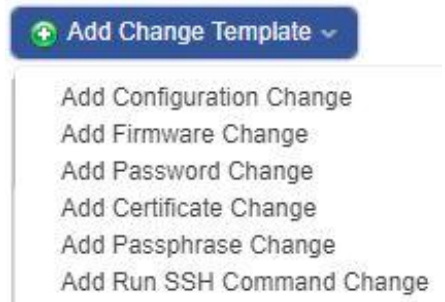 Add Change Template
Add Configuration Change
Add Firmware Change
Add Password Change
Add Certificate Change
Add Passphrase Change
Add Run SSH Command Change